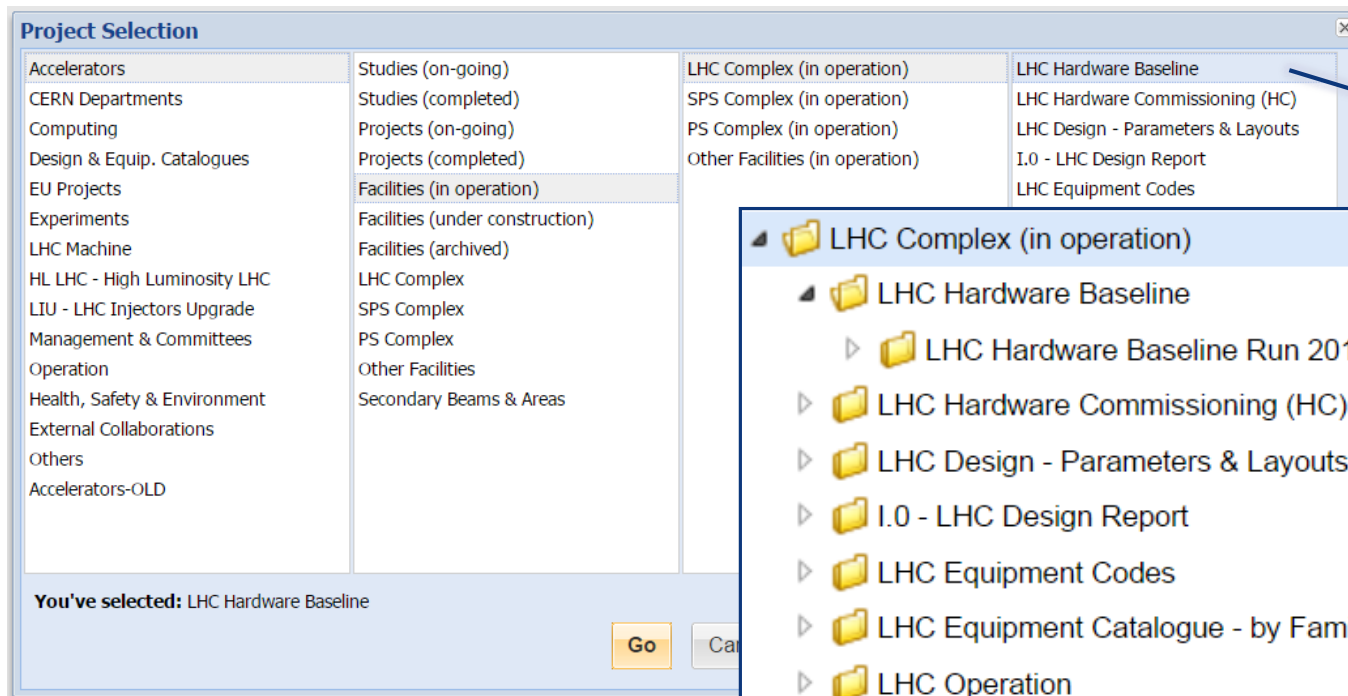 Project Selection
Accelerators
CERN Departments
Computing
Design & Equip. Catalogues
EU Projects
Experiments
LHC Machine
HL LHC - High Luminosity LHC
LIU - LHC Injectors Upgrade
Management & Committees
Operation
Health, Safety & Environment
External Collaborations
Others
Accelerators-OLD
Studies (on-going)
Studies (completed)
Projects (on-going)
Projects (completed)
Facilities (in operation)
Facilities (under construction)
Facilities (archived)
LHC Complex
SPS Complex
PS Complex
Other Facilities
Secondary Beams & Areas
LHC Complex (in operation)
SPS Complex (in operation)
PS Complex (in operation)
Other Facilities (in operation)
LHC Hardware Baseline
LHC Hardware Commissioning (HC)
LHC Design - Parameters & Layouts
I.0 - LHC Design Report
LHC Equipment Codes
You've selected: LHC Hardware Baseline
Go
LHC Complex (in operation)
LHC Hardware Baseline
LHC Hardware Baseline Run 201
LHC Hardware Commissioning (HC)
LHC Design - Parameters & Layouts
I.0 - LHC Design Report
LHC Equipment Codes
LHC Equipment Catalogue - by Fam
LHC Operation